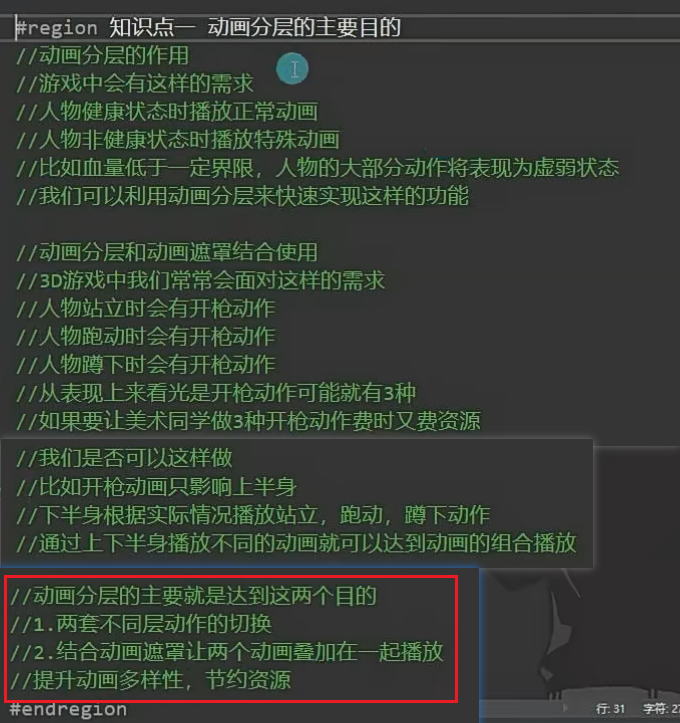 #region 知识点一 动画分层的主要目的
//动画分层的作用
//游戏中会有这样的需求
//人物健康状态时播放正常动画
//人物非健康状态时播放特殊动画
//比如血量低于一定界限，人物的大部分动作将表现为虚弱状态
//我们可以利用动画分层来快速实现这样的功能
//动画分层和动画遮罩结合使用
//3D游戏中我们常常会面对这样的需求
//人物站立时会有开枪动作
//人物跑动时会有开枪动作
//人物蹲下时会有开枪动作
//从表现上来看光是开枪动作可能就有3种
//如果要让美术同学做3种开枪动作费时又费资源
//我们是否可以这样做
//比如开枪动画只影响上半身
//下半身根据实际情况播放站立，跑动，蹲下动作
//通过上下半身播放不同的动画就可以达到动画的组合播放
//动画分层的主要就是达到这两个目的
//1.两套不同层动作的切换
//2.结合动画遮罩让两个动画叠加在一起播放
//提升动画多样性，节约资源
#endregion
行: 31 字符: 27